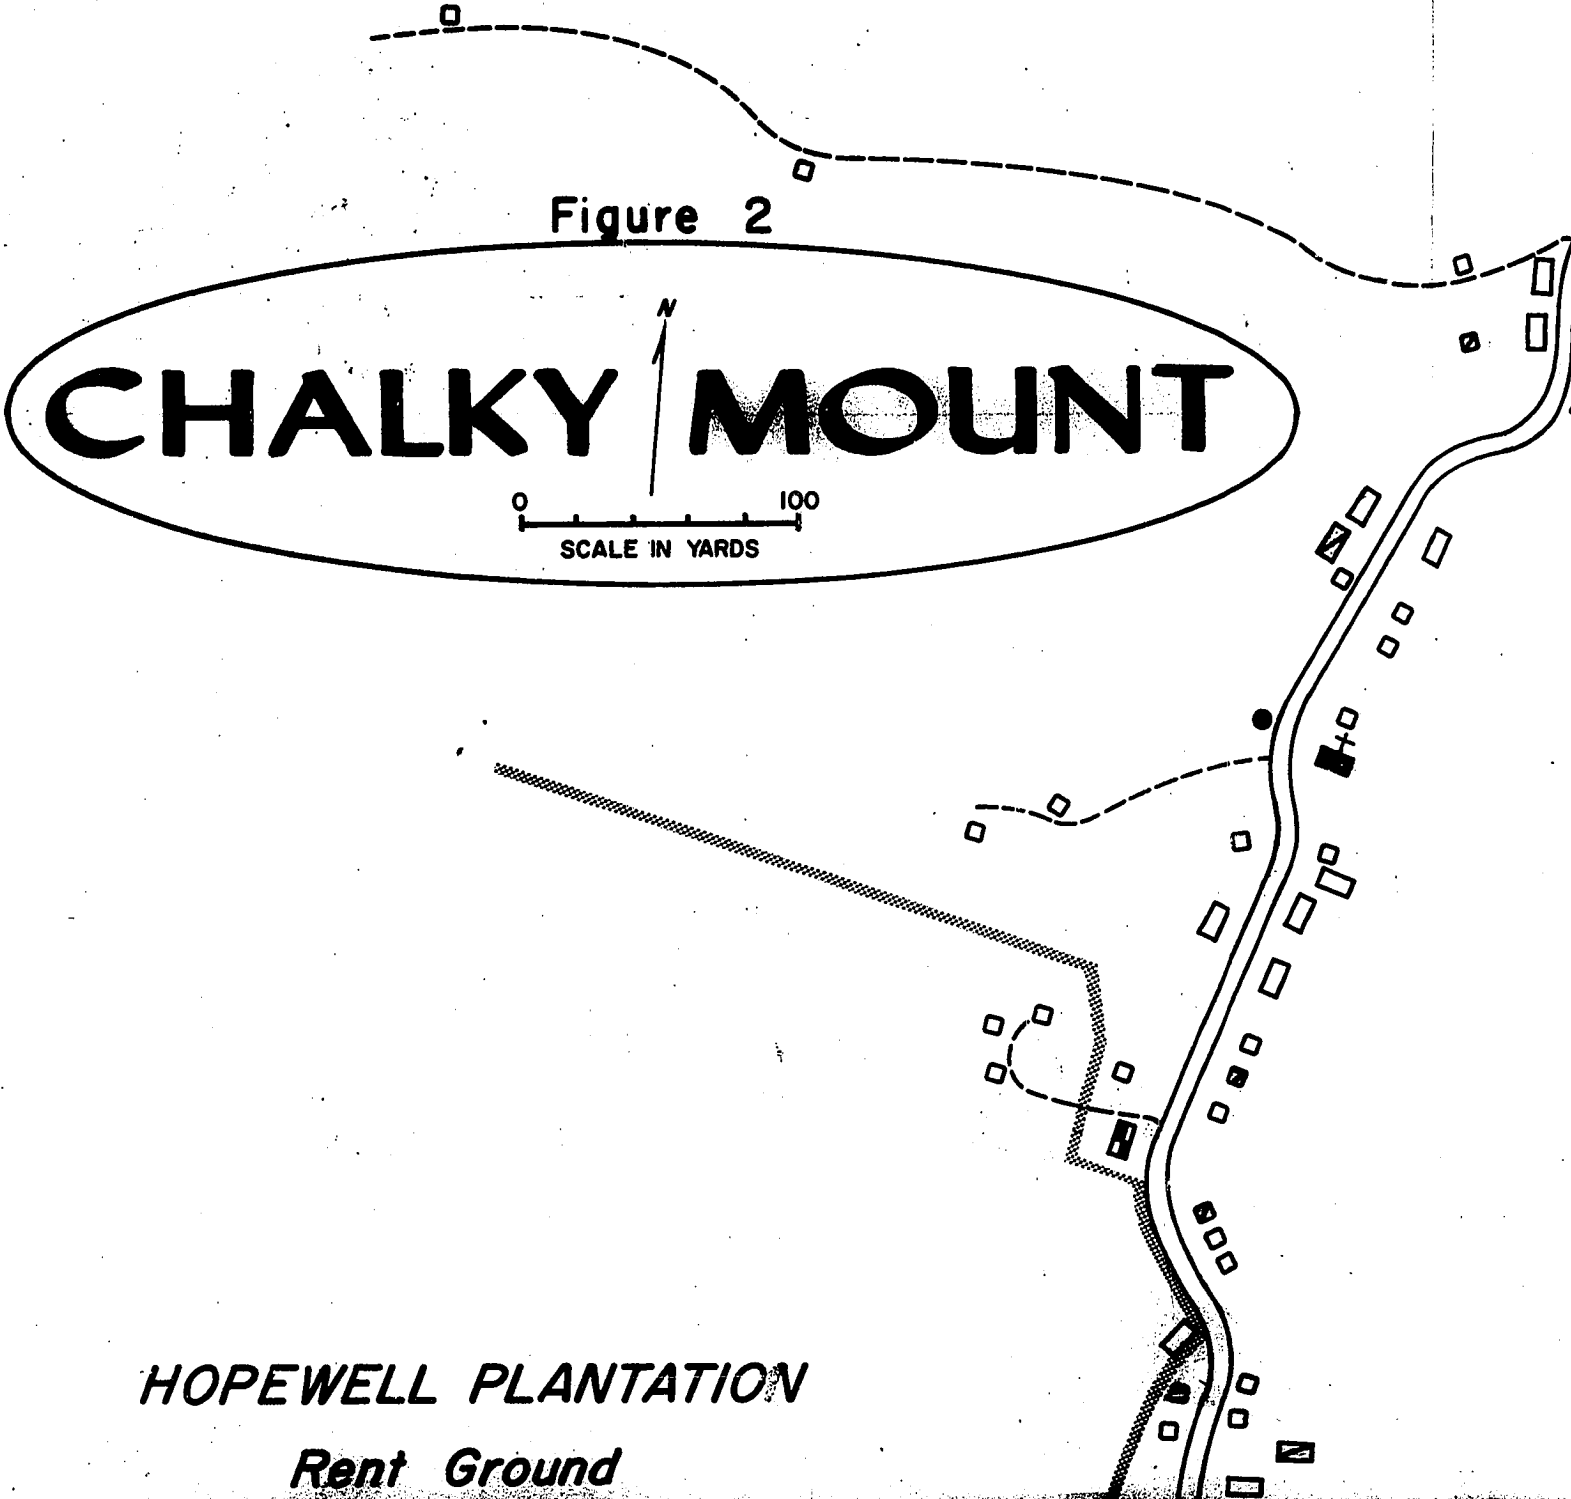 Figure 2
N
CHALKY MOUNT
0 100
SCALE IN YARDS
HOPEWELL PLANTATION
Rent Ground